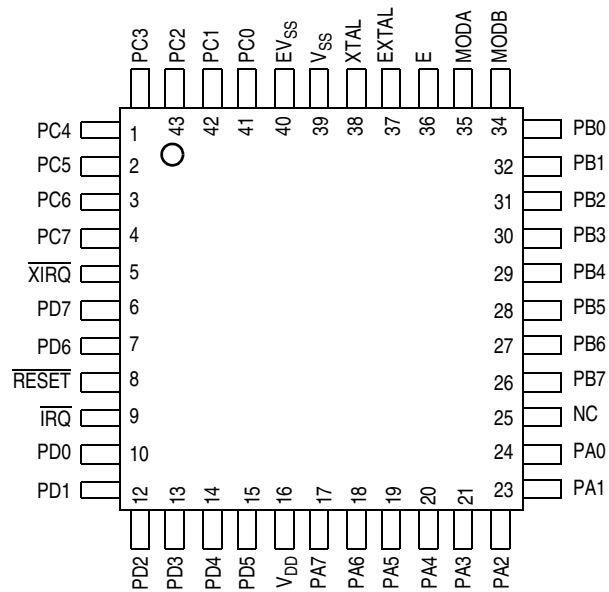 PC3 PC2 PC1 PC0 EVSS VSS XTAL EXTAL E MODA MODB
43 42 41 40 39 38 37 36 35 34
PC4 1 PB0
PC5 2 32 PB1
PC6 3 31 PB2
PC7 4 30 PB3
XIRQ 5 29 PB4
PD7 6 28 PB5
PD6 7 27 PB6
RESET 8 26 PB7
IRQ 9 25 NC
PD0 10 24 PA0
PD1 23 PA1
12 13 14 15 16 17 18 19 20 21
PD2 PD3 PD4 PD5 VDD PA7 PA6 PA5 PA4 PA3 PA2